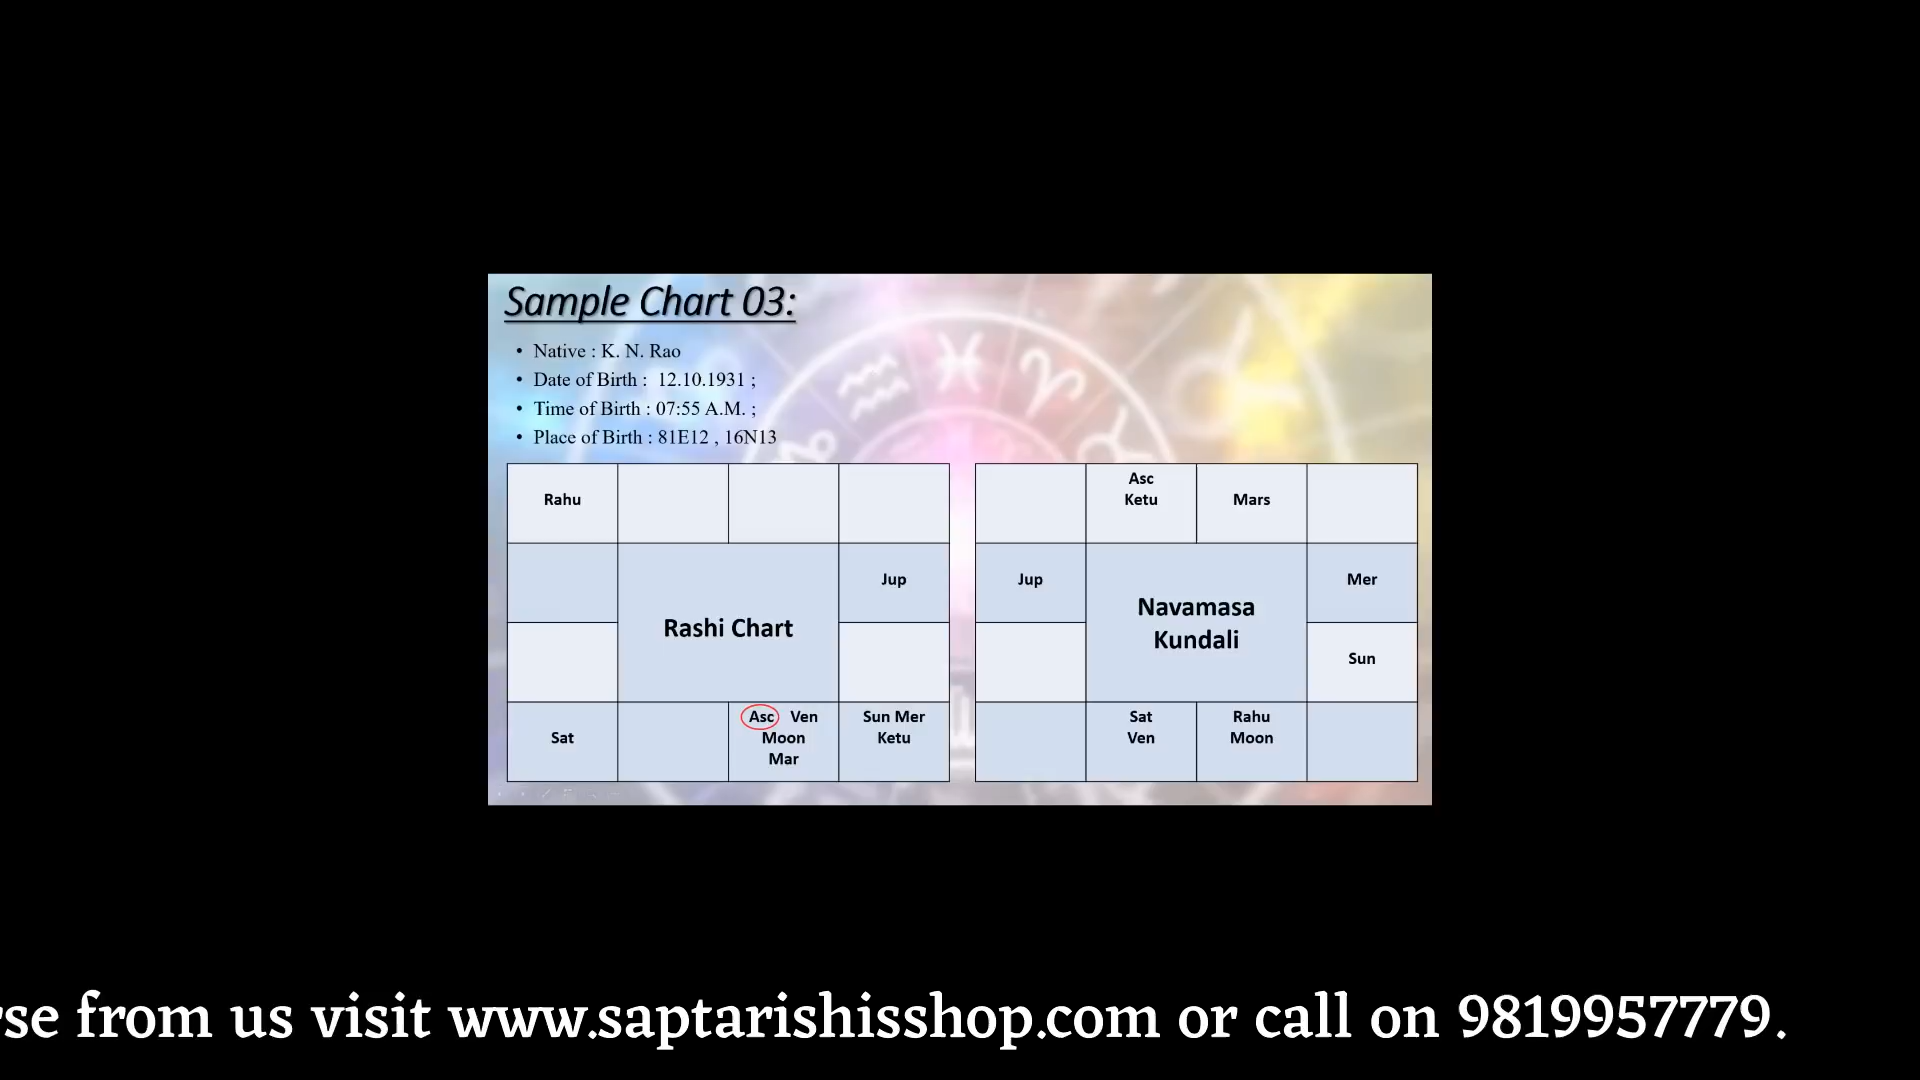 Sample Chart 03:
• Native : K. N. Rao
• Date of Birth :  12.10.1931 ;
• Time of Birth : 07:55 A.M. ;
• Place of Birth : 81E12 , 16N13
Rahu
Jup
Rashi Chart
Sat
Asc Ven
Moon
Mar
Sun Mer
Ketu
Asc
Ketu
Mars
Jup
Mer
Navamasa
Kundali
Sun
Sat
Ven
Rahu
Moon
from us visit www.saptarishisshop.com or call on 9819957779.